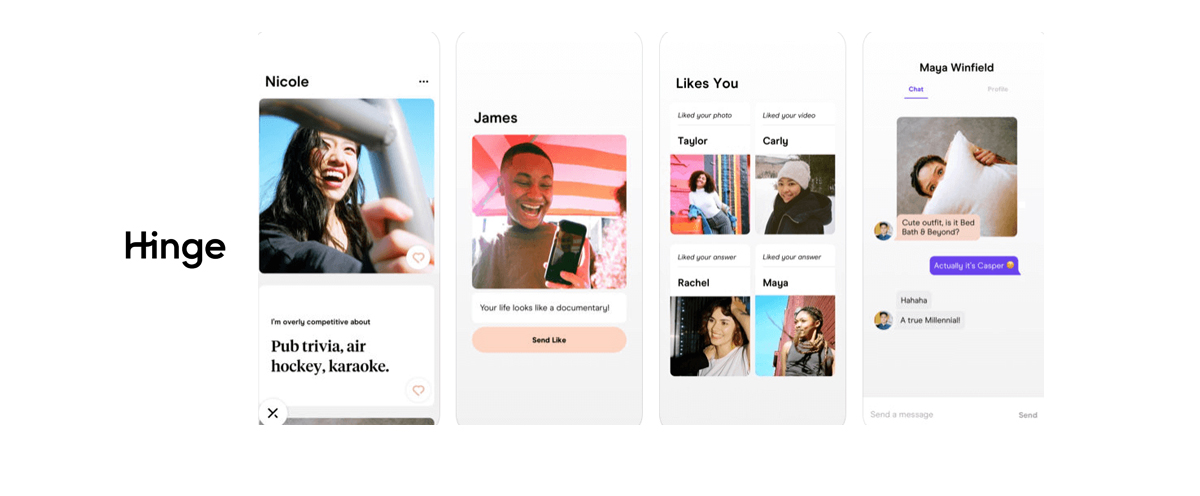 Hinge
Nicole
I'm overly competitive about
Pub trivia, air
hockey, karaoke.
James
Your life looks like a documentary!
Send Like
Likes You
Liked your photo
Taylor
Liked your video
Carly
Liked your answer
Rachel
Liked your answer
Maya
Maya Winfield
Chat
Profile
Cute outfit, is it Bed
Bath & Beyond?
Actually it's Casper 😏
Hahaha
A true Millennial!
Send a message
Send